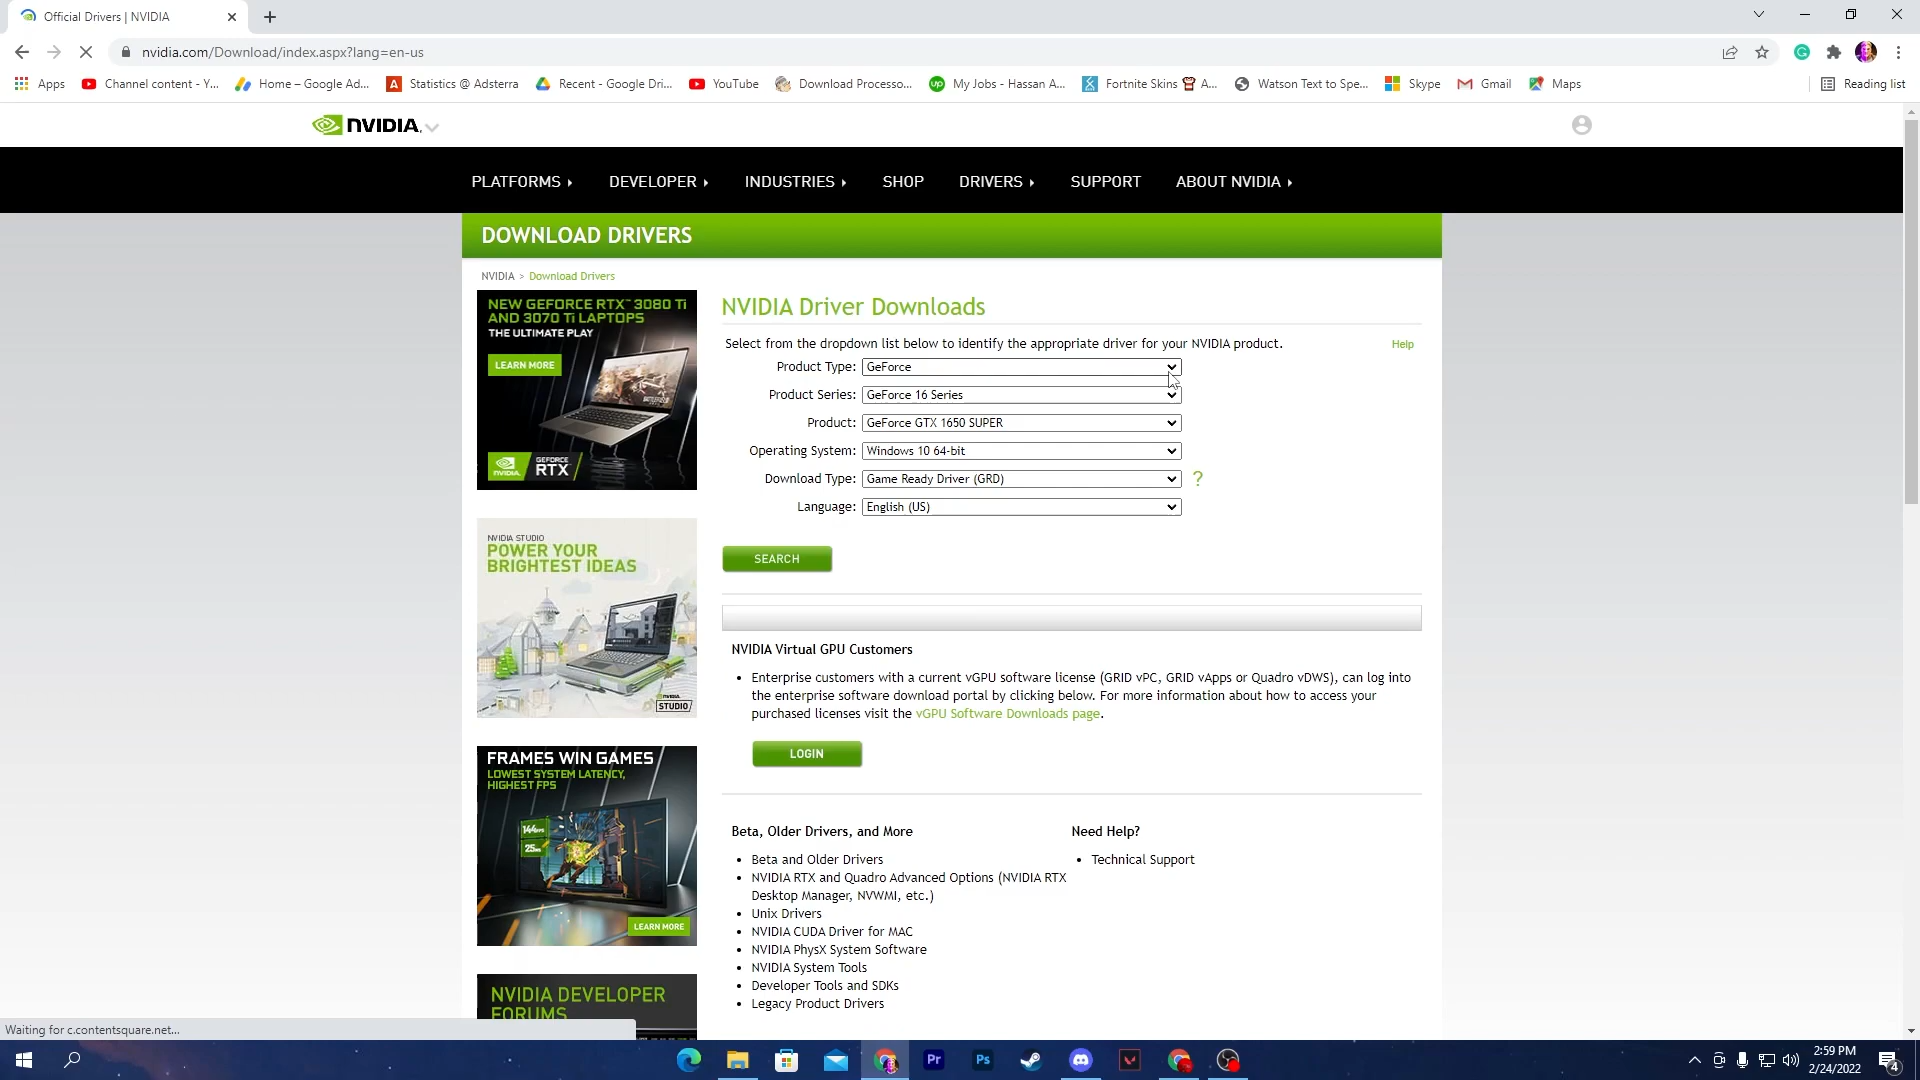 Official Drivers | NVIDIA
nvidia.com/Download/index.aspx?lang=en-us
Apps
Channel content - Y...
Home – Google Ad...
Statistics @ Adsterra
Recent - Google Dri...
YouTube
Download Processo...
My Jobs - Hassan A...
Fortnite Skins A...
Watson Text to Spe...
Skype
Gmail
Maps
Reading list
NVIDIA.
PLATFORMS
DEVELOPER
INDUSTRIES
SHOP
DRIVERS
SUPPORT
ABOUT NVIDIA
DOWNLOAD DRIVERS
NVIDIA > Download Drivers
NEW GEFORCE RTX™ 3080 Ti
AND 3070 Ti LAPTOPS
THE ULTIMATE PLAY
LEARN MORE
NVIDIA
GEFORCE
RTX
NVIDIA STUDIO
POWER YOUR
BRIGHTEST IDEAS
NVIDIA
STUDIO
FRAMES WIN GAMES
LOWEST SYSTEM LATENCY,
HIGHEST FPS
144FPS
25ms
LEARN MORE
NVIDIA DEVELOPER
FORUMS
NVIDIA Driver Downloads
Select from the dropdown list below to identify the appropriate driver for your NVIDIA product.
Help
Product Type: GeForce
Product Series: GeForce 16 Series
Product: GeForce GTX 1650 SUPER
Operating System: Windows 10 64-bit
Download Type: Game Ready Driver (GRD) ?
Language: English (US)
SEARCH
NVIDIA Virtual GPU Customers
• Enterprise customers with a current vGPU software license (GRID vPC, GRID vApps or Quadro vDWS), can log into
the enterprise software download portal by clicking below. For more information about how to access your
purchased licenses visit the vGPU Software Downloads page.
LOGIN
Beta, Older Drivers, and More
• Beta and Older Drivers
• NVIDIA RTX and Quadro Advanced Options (NVIDIA RTX
Desktop Manager, NVWMI, etc.)
• Unix Drivers
• NVIDIA CUDA Driver for MAC
• NVIDIA PhysX System Software
• NVIDIA System Tools
• Developer Tools and SDKs
• Legacy Product Drivers
Need Help?
• Technical Support
Waiting for c.contentsquare.net...
Pr
Ps
2:59 PM
2/24/2022
4